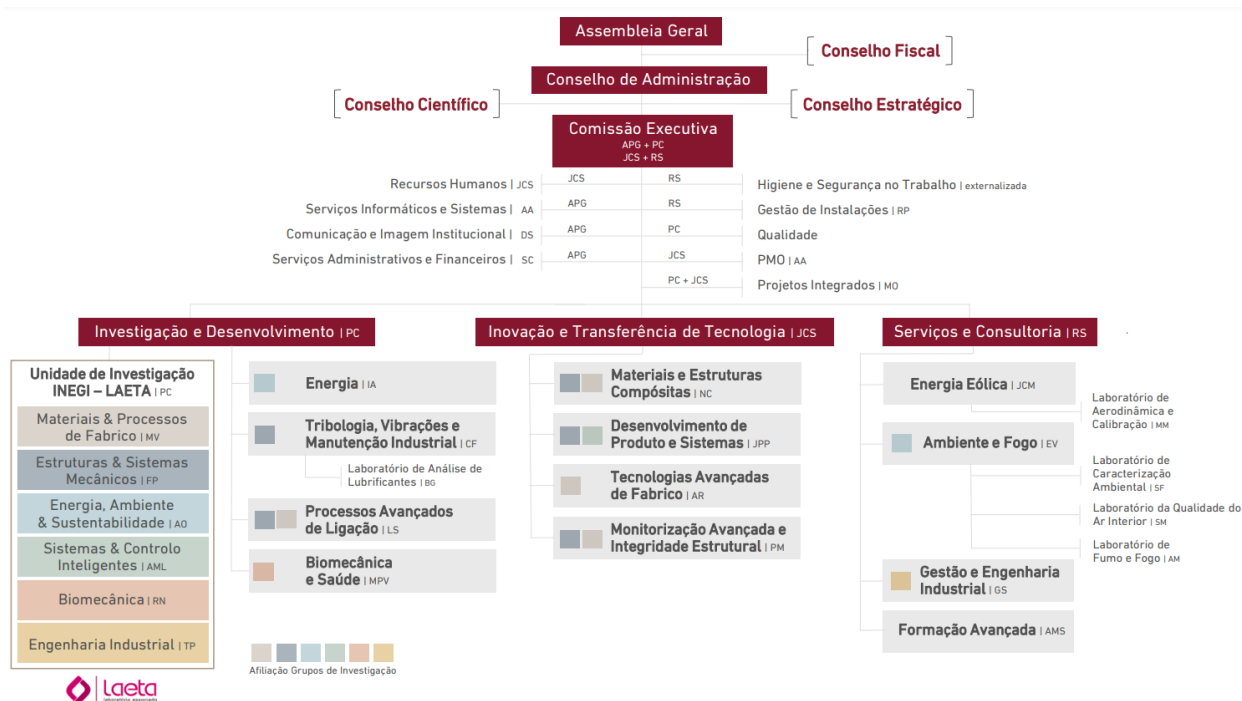 Assembleia Geral
Conselho Fiscal
Conselho de Administração
Conselho Científico
Conselho Estratégico
Comissão Executiva
APG + PC
JCS + RS
Recursos Humanos | JCS
JCS
RS
Higiene e Segurança no Trabalho | externalizada
Serviços Informáticos e Sistemas | AA
APG
RS
Gestão de Instalações | RP
Comunicação e Imagem Institucional | DS
APG
PC
Qualidade
Serviços Administrativos e Financeiros | SC
APG
JCS
PMO | AA
PC + JCS
Projetos Integrados | MO
Investigação e Desenvolvimento | PC
Inovação e Transferência de Tecnologia | JCS
Serviços e Consultoria | RS
Unidade de Investigação
INEGI – LAETA | PC
Materiais & Processos
de Fabrico | MV
Estruturas & Sistemas
Mecânicos | FP
Energia, Ambiente
& Sustentabilidade | AO
Sistemas & Controlo
Inteligentes | AML
Biomecânica | RN
Engenharia Industrial | TP
Laeta
laboratório associado
Energia | IA
Tribologia, Vibrações e
Manutenção Industrial | CF
Laboratório de Análise de
Lubrificantes | BG
Processos Avançados
de Ligação | LS
Biomecânica
e Saúde | MPV
Afiliação Grupos de Investigação
Materiais e Estruturas
Compósitas | NC
Desenvolvimento de
Produto e Sistemas | JPP
Tecnologias Avançadas
de Fabrico | AR
Monitorização Avançada e
Integridade Estrutural | PM
Energia Eólica | JCM
Laboratório de
Aerodinâmica e
Calibração | MM
Ambiente e Fogo | EV
Laboratório de
Caracterização
Ambiental | SF
Laboratório da Qualidade do
Ar Interior | SM
Laboratório de
Fumo e Fogo | AM
Gestão e Engenharia
Industrial | GS
Formação Avançada | AMS